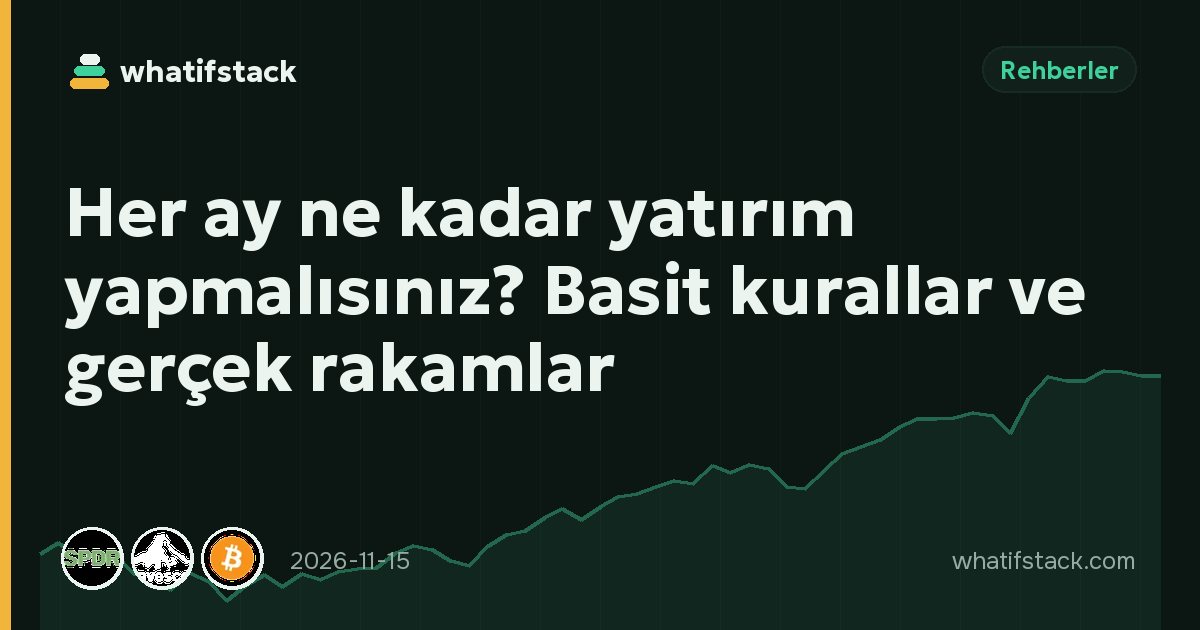 whatifstack
Rehberler
Her ay ne kadar yatırım
yapmalısınız? Basit kurallar ve
gerçek rakamlar
SPDR
2026-11-15
whatifstack.com